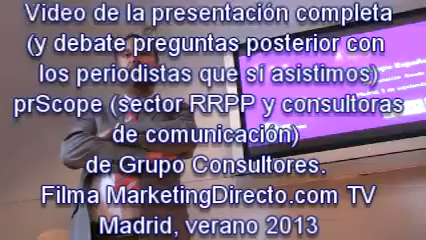 Video de la presentación completa
(y debate preguntas posterior con
los periodistas que sí asistimos)
prScope (sector RRPP y consultoras
de comunicación)
de Grupo Consultores.
Filma MarketingDirecto.com TV
Madrid, verano 2013